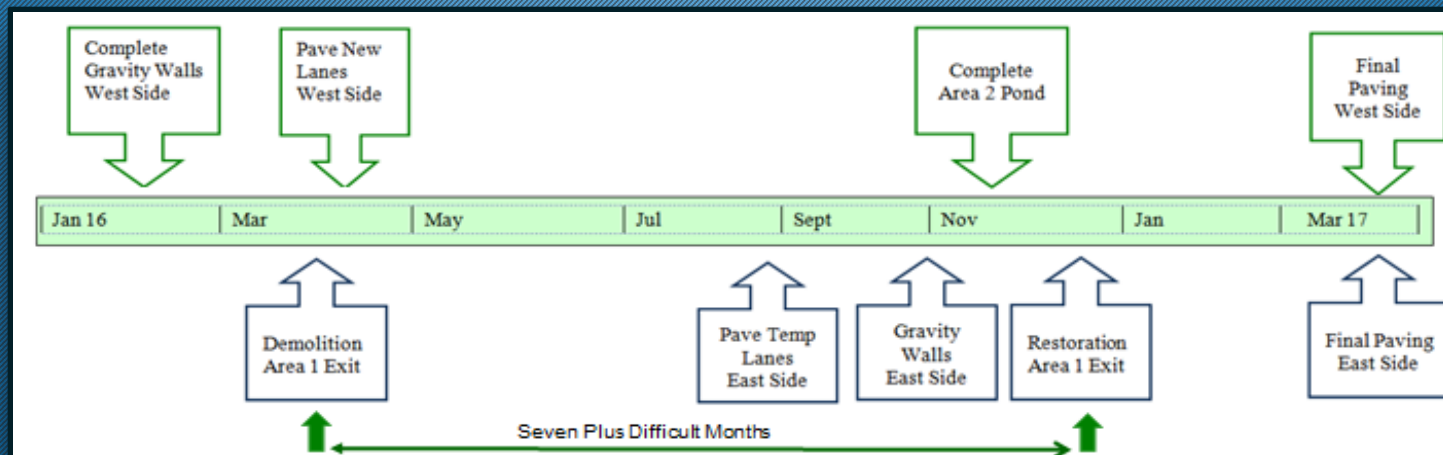 Complete
Gravity Walls
West Side
Pave New
Lanes
West Side
Complete
Area 2 Pond
Final
Paving
West Side
Jan 16
Mar
May
Jul
Sept
Nov
Jan
Mar 17
Demolition
Area 1 Exit
Pave Temp
Lanes
East Side
Gravity
Walls
East Side
Restoration
Area 1 Exit
Final Paving
East Side
Seven Plus Difficult Months